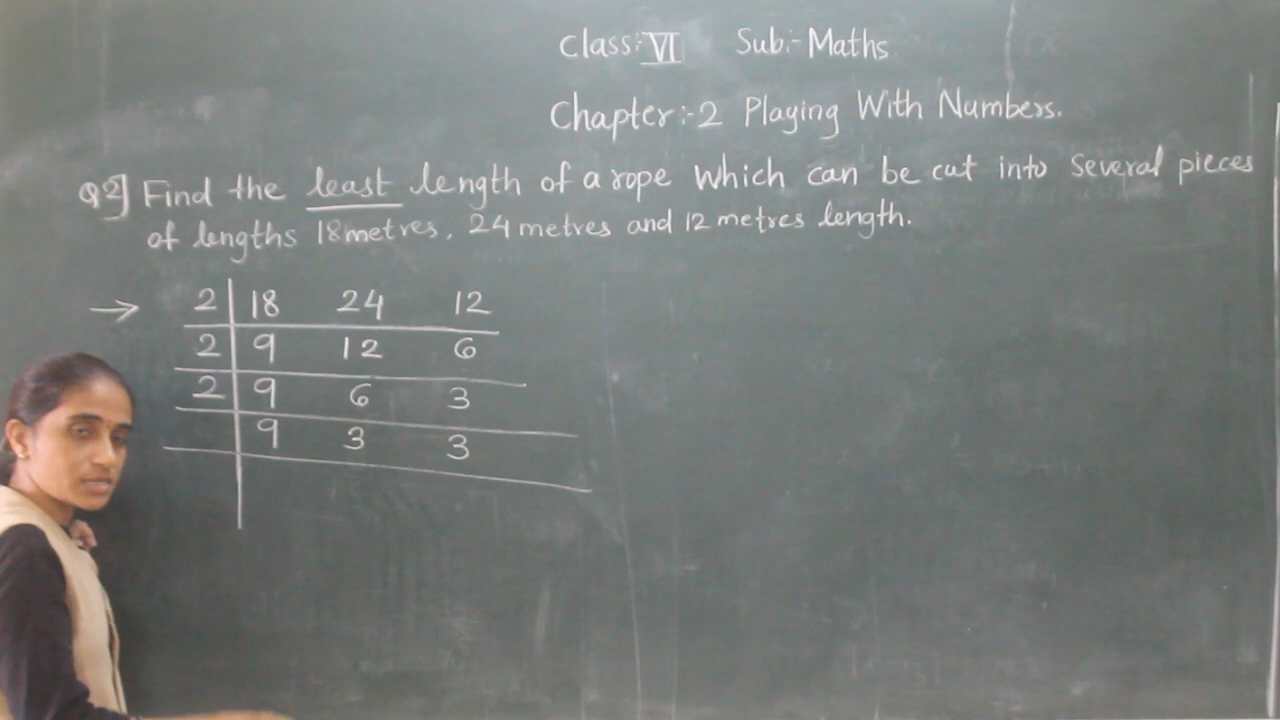 Class:- VI Sub:- Maths
Chapter:-2 Playing With Numbers.
Q2] Find the least length of a rope which can be cut into several pieces
of lengths 18metres, 24 metres and 12 metres length.
→ 2 | 18 24 12
2 | 9 12 6
2 | 9 6 3
9 3 3